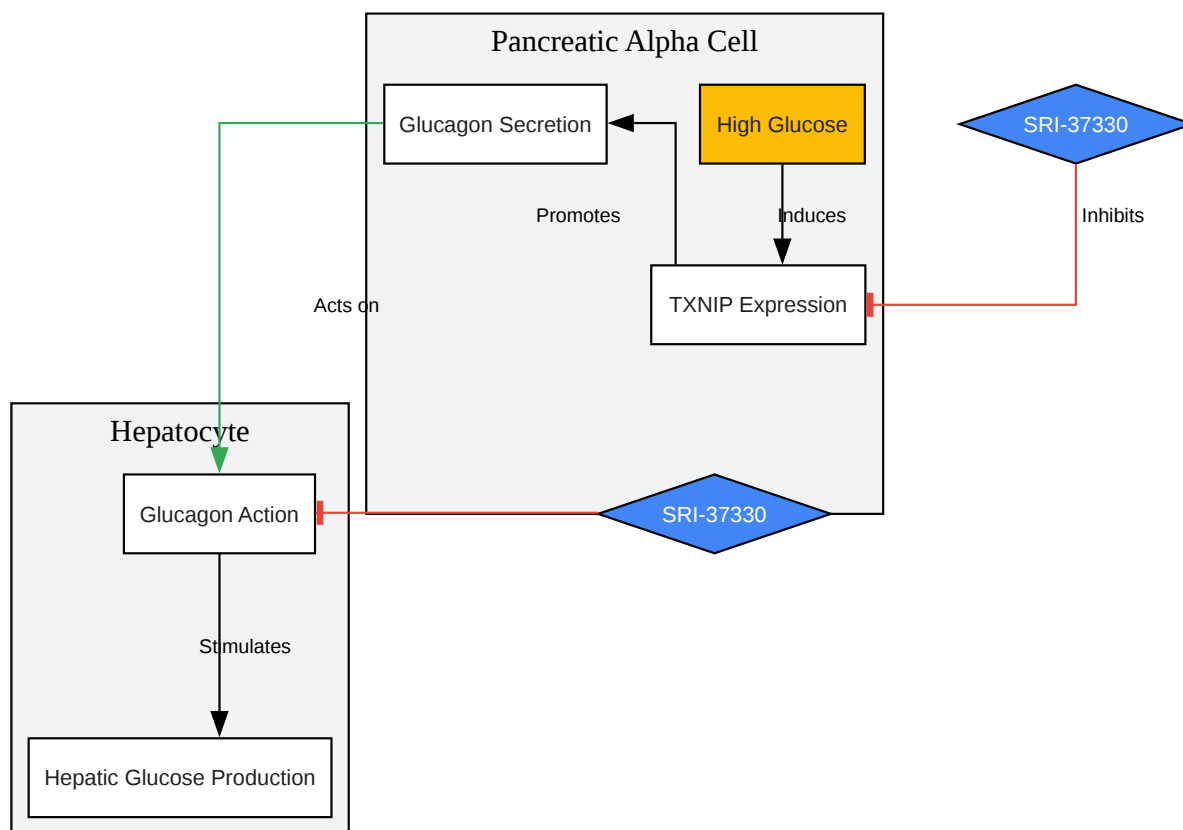 Pancreatic Alpha Cell
Glucagon Secretion
High Glucose
SRI-37330
Promotes
Induces
Inhibits
Acts on
TXNIP Expression
Hepatocyte
Glucagon Action
SRI-37330
Stimulates
Hepatic Glucose Production